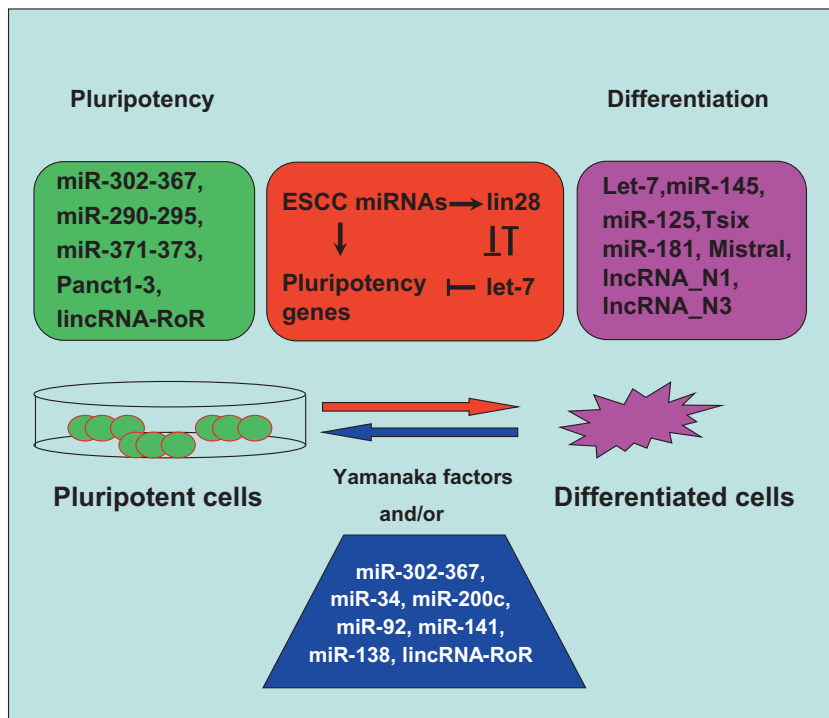 Pluripotency
Differentiation
miR-302-367,
miR-290-295,
miR-371-373,
Panct1-3,
lincRNA-RoR
ESCC miRNAs lin28
Pluripotency let-7
genes
Let-7,miR-145,
miR-125,Tsix
miR-181, Mistral,
lncRNA_N1,
lncRNA_N3
Pluripotent cells
Yamanaka factors
and/or
Differentiated cells
miR-302-367,
miR-34, miR-200c,
miR-92, miR-141,
miR-138, lincRNA-RoR